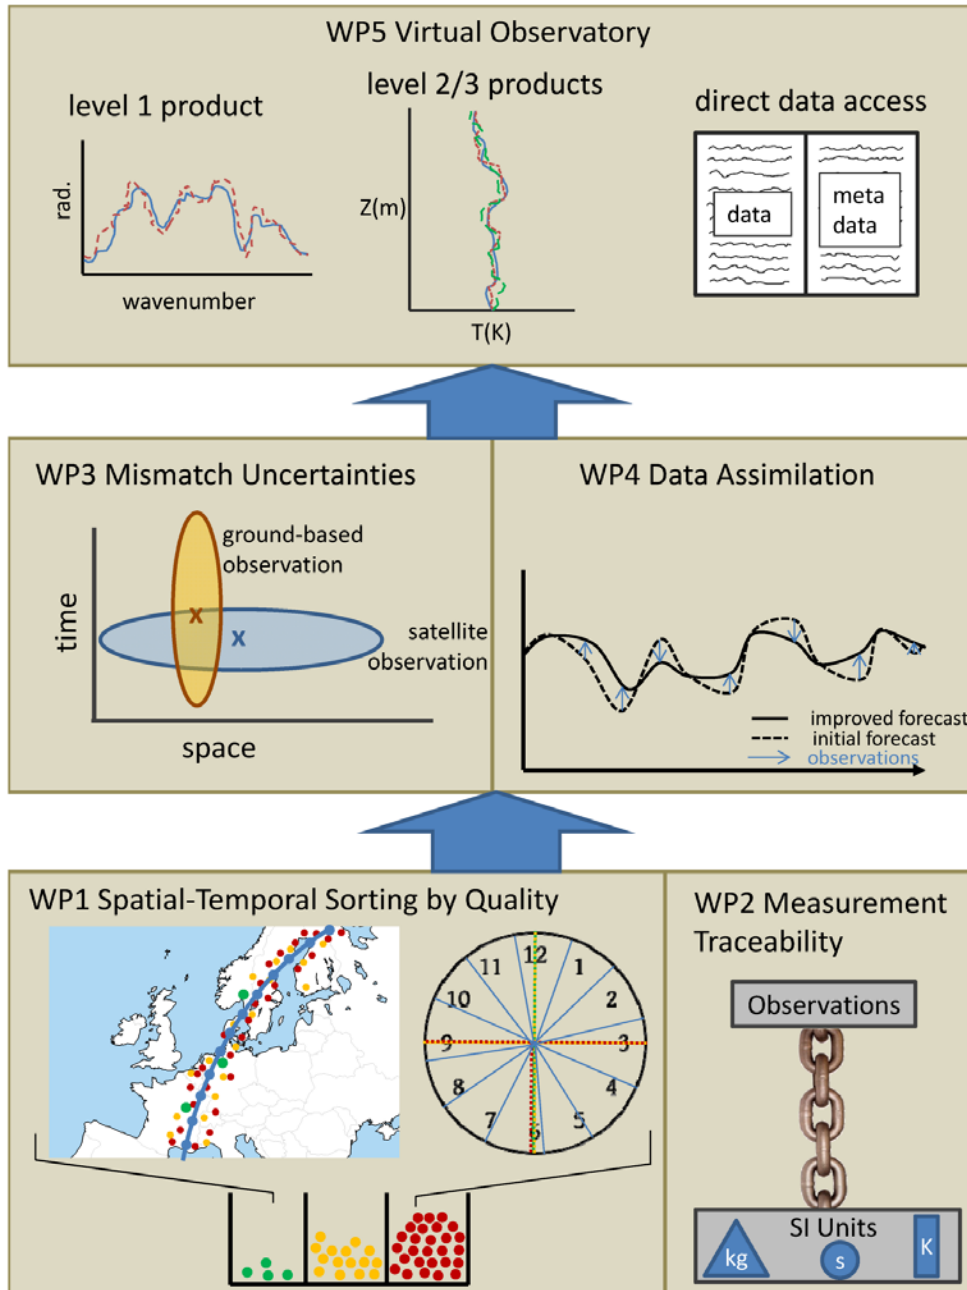 WP5 Virtual Observatory
level 1 product
level 2/3 products
direct data access
rad.
wavenumber
Z(m)
T(K)
data
meta
data
WP3 Mismatch Uncertainties
ground-based
observation
time
x
x
satellite
observation
space
WP4 Data Assimilation
improved forecast
initial forecast
observations
WP1 Spatial-Temporal Sorting by Quality
12
1
2
3
4
5
6
7
8
9
10
11
WP2 Measurement
Traceability
Observations
SI Units
kg
s
K